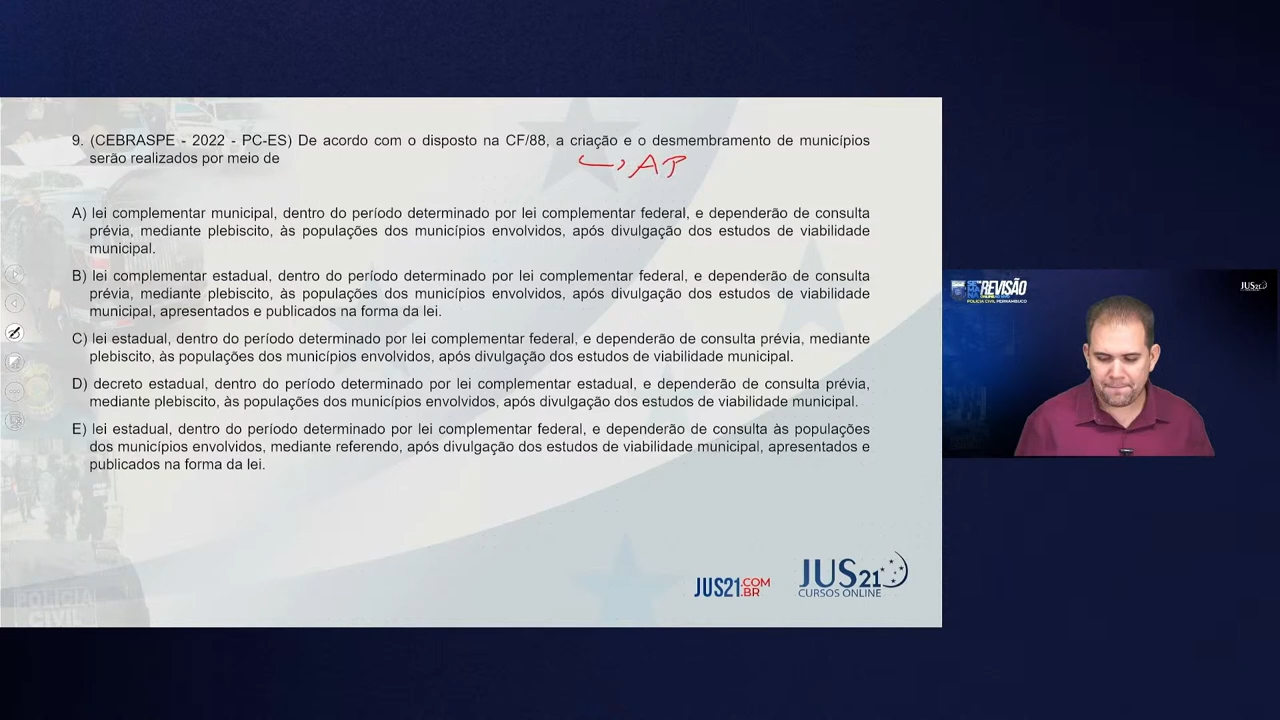 9. (CEBRASPE - 2022 - PC-ES) De acordo com o disposto na CF/88, a criação e o desmembramento de municípios
serão realizados por meio de
AP
A) lei complementar municipal, dentro do período determinado por lei complementar federal, e dependerão de consulta
prévia, mediante plebiscito, às populações dos municípios envolvidos, após divulgação dos estudos de viabilidade
municipal.
B) lei complementar estadual, dentro do período determinado por lei complementar federal, e dependerão de consulta
prévia, mediante plebiscito, às populações dos municípios envolvidos, após divulgação dos estudos de viabilidade
municipal, apresentados e publicados na forma da lei.
C) lei estadual, dentro do período determinado por lei complementar federal, e dependerão de consulta prévia, mediante
plebiscito, às populações dos municípios envolvidos, após divulgação dos estudos de viabilidade municipal.
D) decreto estadual, dentro do período determinado por lei complementar estadual, e dependerão de consulta prévia,
mediante plebiscito, às populações dos municípios envolvidos, após divulgação dos estudos de viabilidade municipal.
E) lei estadual, dentro do período determinado por lei complementar federal, e dependerão de consulta às populações
dos municípios envolvidos, mediante referendo, após divulgação dos estudos de viabilidade municipal, apresentados e
publicados na forma da lei.
POLÍCIA
CIVIL
JUS21.COM
.BR
JUS21
CURSOS ONLINE
SEMANA
REVISÃO
POLÍCIA CIVIL PERNAMBUCO
JUS21